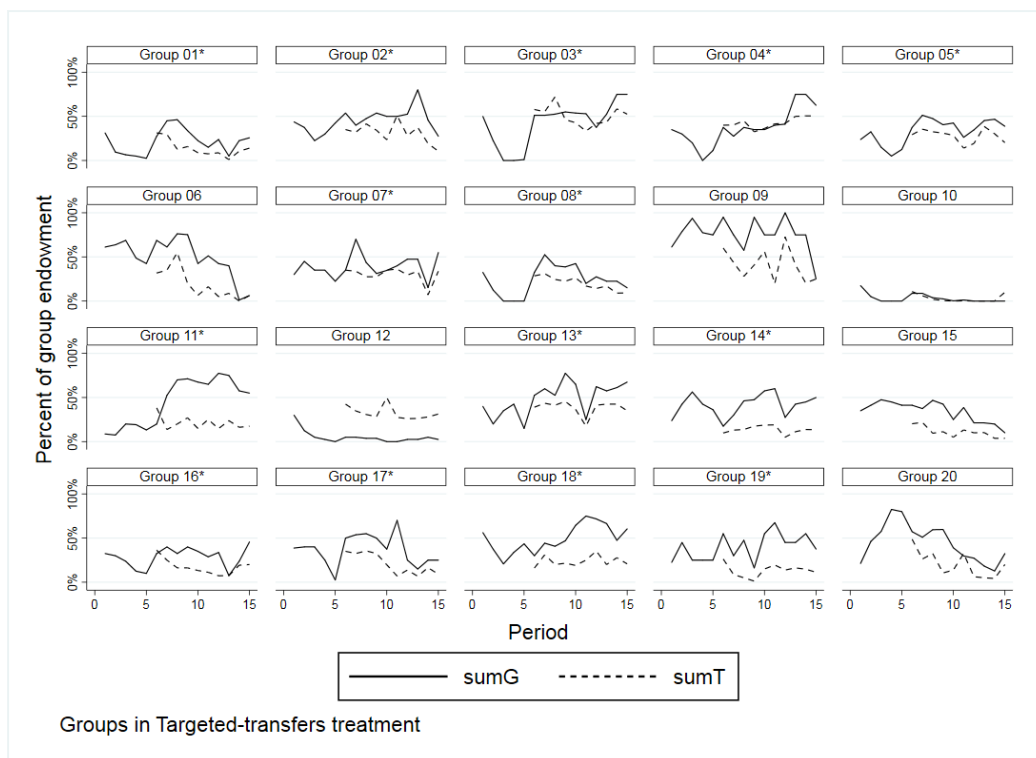 Group 01* Group 02* Group 03* Group 04* Group 05*
100%
50%
0%
Group 06 Group 07* Group 08* Group 09 Group 10
100%
50%
0%
Group 11* Group 12 Group 13* Group 14* Group 15
100%
50%
0%
Group 16* Group 17* Group 18* Group 19* Group 20
100%
50%
0%
0 5 10 15 0 5 10 15 0 5 10 15 0 5 10 15 0 5 10 15
Percent of group endowment
Period
sumG sumT
Groups in Targeted-transfers treatment